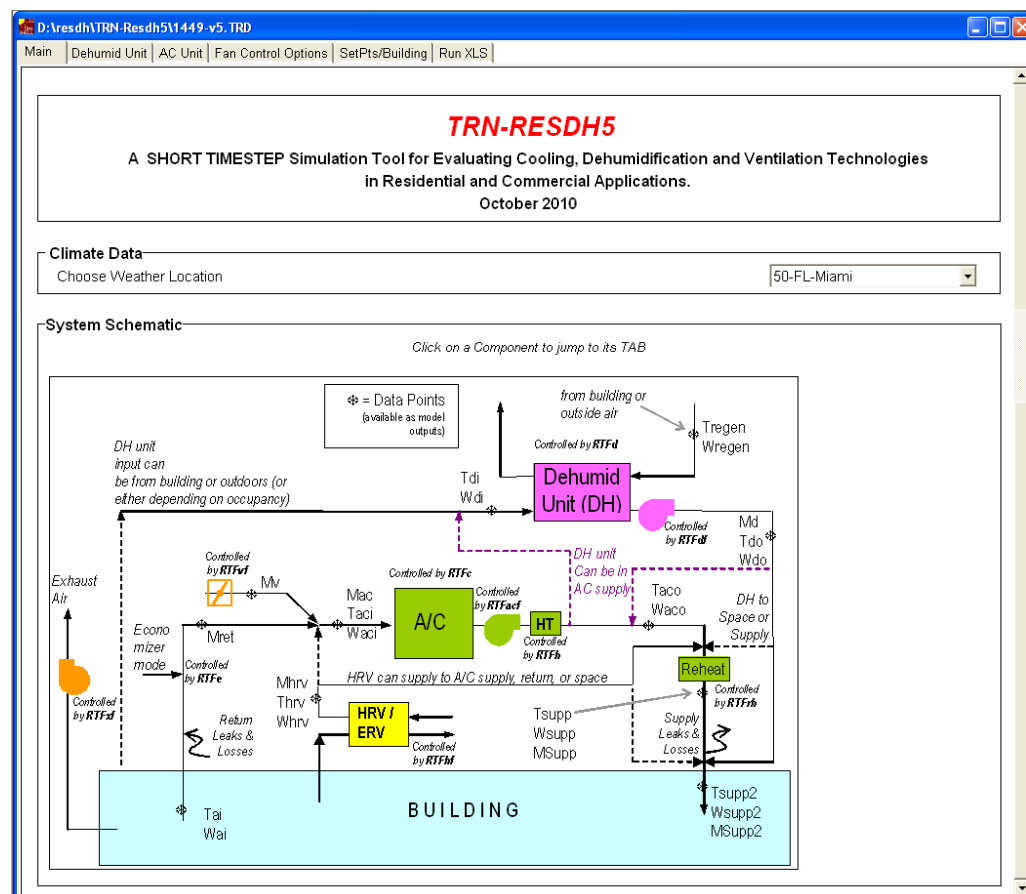 D:\resdh\TRN-Resdh5\1449-v5.TRD
Main
Dehumid Unit
AC Unit
Fan Control Options
SetPts/Building
Run XLS
TRN-RESDH5
A SHORT TIMESTEP Simulation Tool for Evaluating Cooling, Dehumidification and Ventilation Technologies
in Residential and Commercial Applications.
October 2010
Climate Data
Choose Weather Location
50-FL-Miami
System Schematic
Click on a Component to jump to its TAB
= Data Points
(available as model
outputs)
from building or
outside air
Tregen
Wregen
Controlled by RTFd
DH unit
input can
be from building or outdoors (or
either depending on occupancy)
Tdi
Wdi
Dehumid
Unit (DH)
Controlled
by RTFdf
Md
Tdo
Wdo
DH unit
Can be in
AC supply
Exhaust
Air
Controlled
by RTFvf
Mv
Controlled by RTFc
Mac
Taci
Waci
A/C
Controlled
by RTFacf
HT
Controlled
by RTFh
Taco
Waco
DH to
Space or
Supply
Econo
mizer
mode
Mret
Controlled
by RTFe
Controlled
by RTFxf
Reheat
Controlled
by RTFrh
HRV can supply to A/C supply, return, or space
Mhrv
Thrv
Whrv
HRV /
ERV
Controlled
by RTFhf
Return
Leaks &
Losses
Tsupp
Wsupp
MSupp
Supply
Leaks &
Losses
BUILDING
Tai
Wai
Tsupp2
Wsupp2
MSupp2